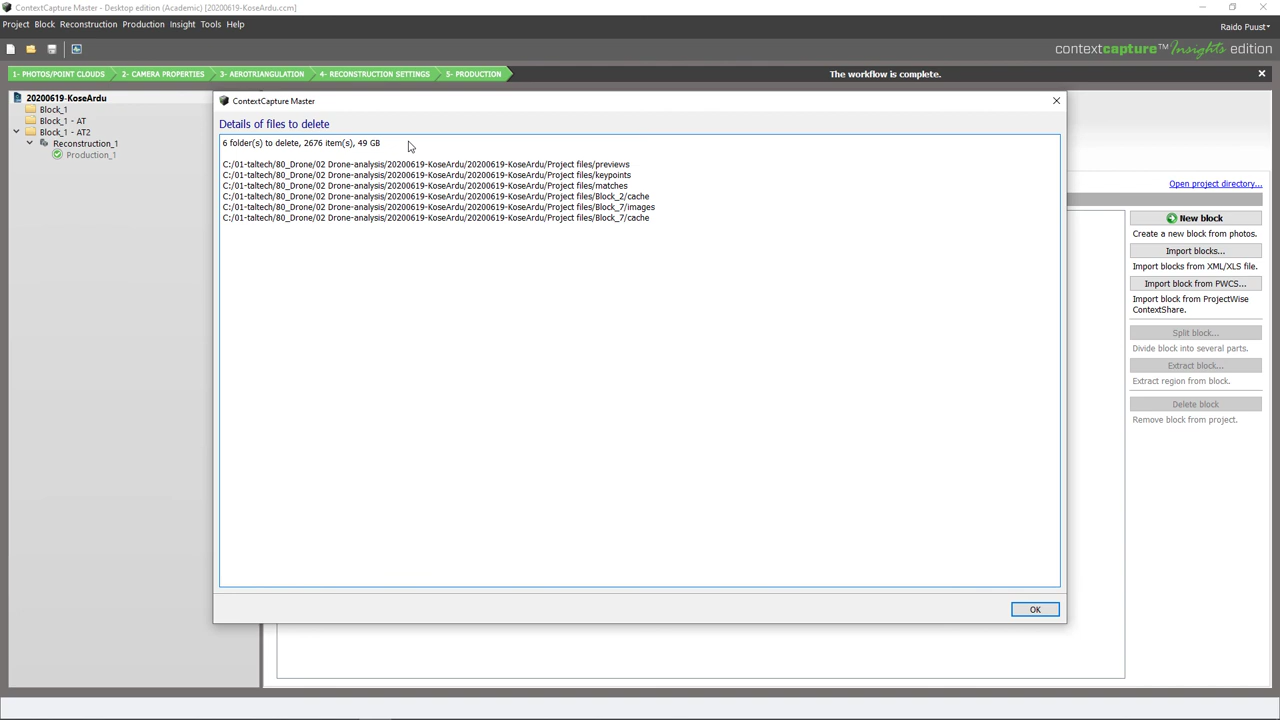 ContextCapture Master - Desktop edition (Academic) [20200619-KoseArdu.ccm]
Project Block Reconstruction Production Insight Tools Help
Raido Puust
contextcapture™ Insights edition
1- PHOTOS/POINT CLOUDS 2- CAMERA PROPERTIES 3- AEROTRIANGULATION 4- RECONSTRUCTION SETTINGS 5- PRODUCTION The workflow is complete.
20200619-KoseArdu
Block_1
Block_1 - AT
Block_1 - AT2
Reconstruction_1
Production_1
ContextCapture Master
Details of files to delete
6 folder(s) to delete, 2676 item(s), 49 GB
C:/01-taltech/80_Drone/02 Drone-analysis/20200619-KoseArdu/20200619-KoseArdu/Project files/previews
C:/01-taltech/80_Drone/02 Drone-analysis/20200619-KoseArdu/20200619-KoseArdu/Project files/keypoints
C:/01-taltech/80_Drone/02 Drone-analysis/20200619-KoseArdu/20200619-KoseArdu/Project files/matches
C:/01-taltech/80_Drone/02 Drone-analysis/20200619-KoseArdu/20200619-KoseArdu/Project files/Block_2/cache
C:/01-taltech/80_Drone/02 Drone-analysis/20200619-KoseArdu/20200619-KoseArdu/Project files/Block_7/images
C:/01-taltech/80_Drone/02 Drone-analysis/20200619-KoseArdu/20200619-KoseArdu/Project files/Block_7/cache
OK
Open project directory...
New block
Create a new block from photos.
Import blocks...
Import blocks from XML/XLS file.
Import block from PWCS...
Import block from ProjectWise
ContextShare.
Split block...
Divide block into several parts.
Extract block...
Extract region from block.
Delete block
Remove block from project.